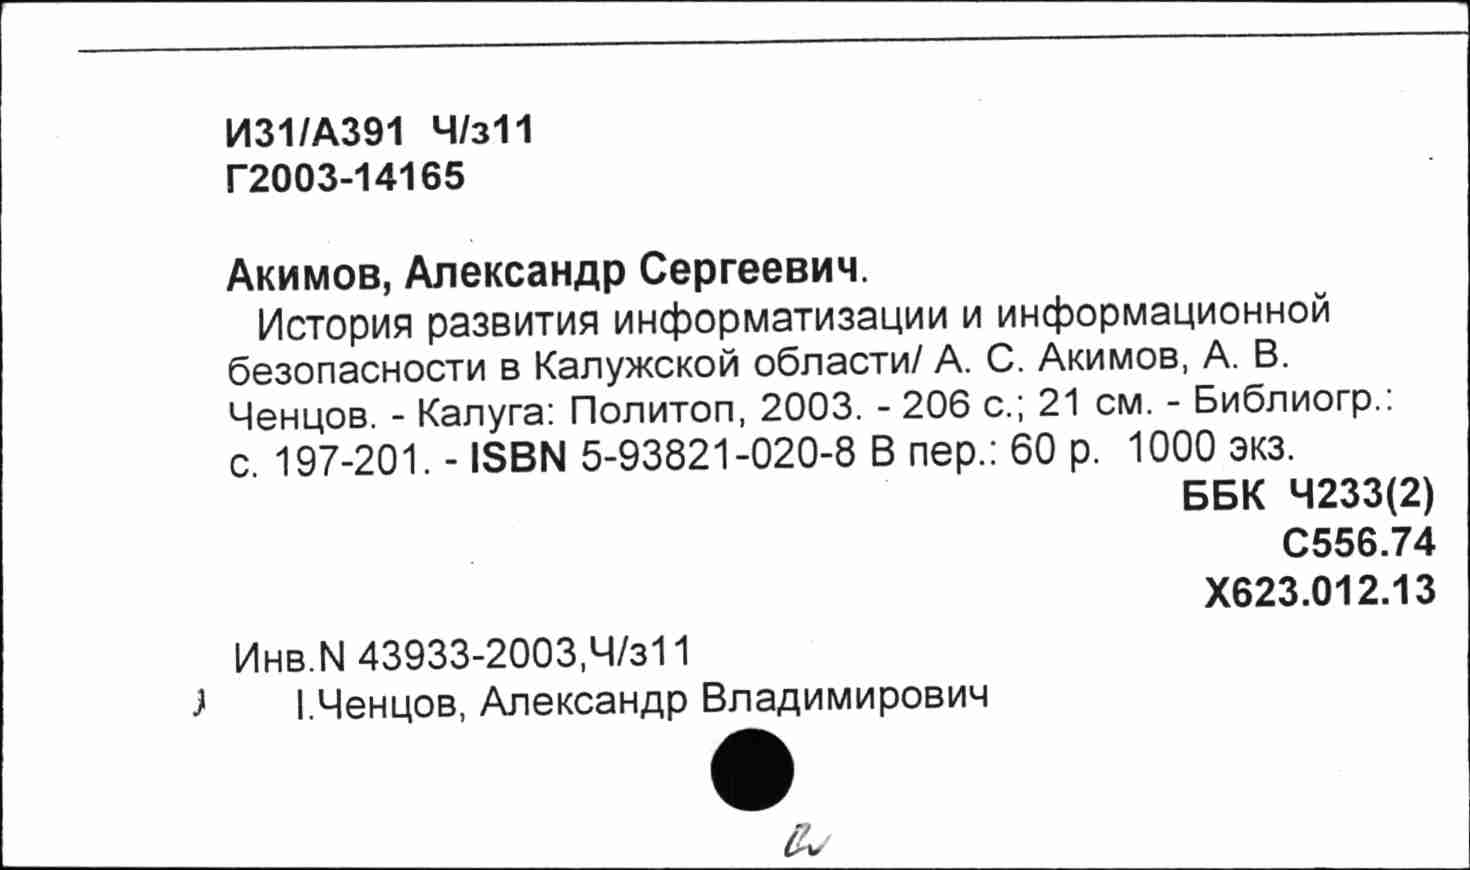 И31/А391 Ч/з11
Г2003-14165
Акимов, Александр Сергеевич.
История развития информатизации и информационной
безопасности в Калужской области/ А. С. Акимов, А. В.
Ченцов. - Калуга: Политоп, 2003. - 206 с.; 21 см. - Библиогр.:
с. 197-201. - ISBN 5-93821-020-8 В пер.: 60 р. 1000 экз.
ББК Ч233(2)
С556.74
Х623.012.13
Инв.N 43933-2003,Ч/з11
I.Ченцов, Александр Владимирович